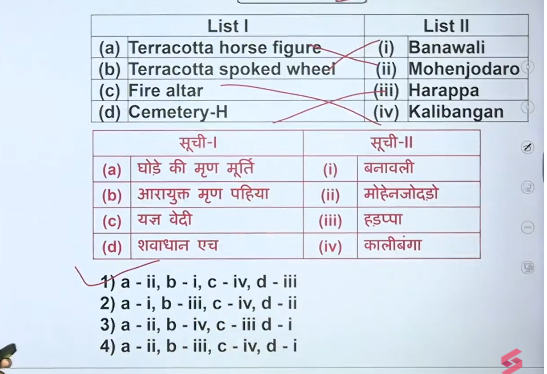 List I List II
(a) Terracotta horse figure (i) Banawali
(b) Terracotta spoked wheel (ii) Mohenjodaro
(c) Fire altar (iii) Harappa
(d) Cemetery-H (iv) Kalibangan
सूची-I सूची-II
(a) घोड़े की मृण मूर्ति (i) बनावली
(b) आरायुक्त मृण पहिया (ii) मोहेनजोदड़ो
(c) यज्ञ वेदी (iii) हड़प्पा
(d) शवाधान एच (iv) कालीबंगा
1) a - ii, b - i, c - iv, d - iii
2) a - i, b - iii, c - iv, d - ii
3) a - ii, b - iv, c - iii d - i
4) a - ii, b - iii, c - iv, d - i